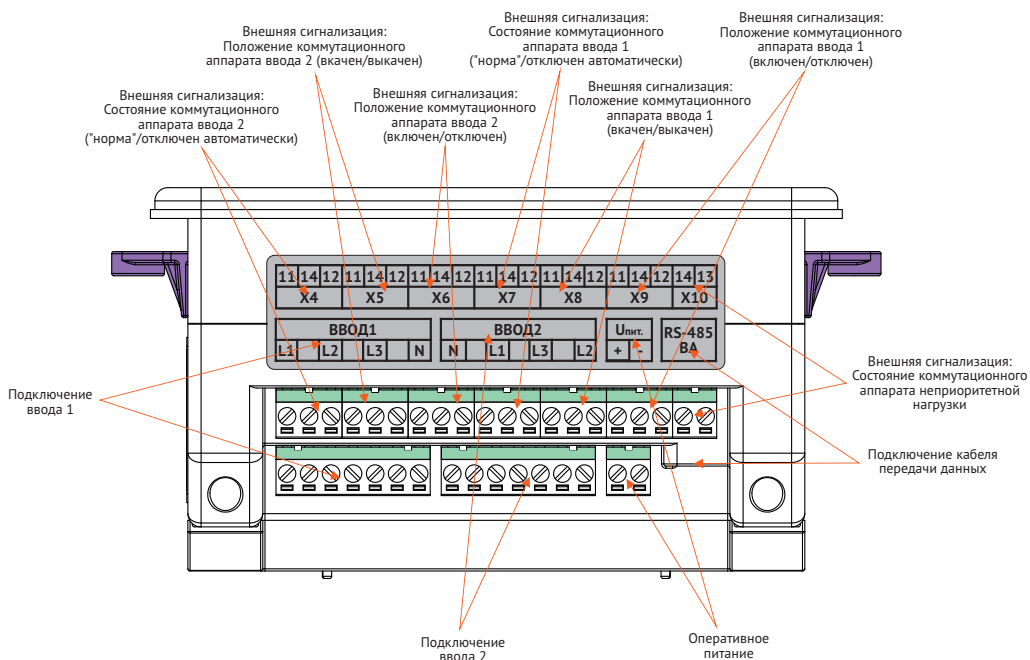 Внешняя сигнализация:
Положение коммутационного
аппарата ввода 2 (вкачен/выкачен)
Внешняя сигнализация:
Состояние коммутационного
аппарата ввода 1
("норма"/отключен автоматически)
Внешняя сигнализация:
Положение коммутационного
аппарата ввода 1
(включен/отключен)
Внешняя сигнализация:
Состояние коммутационного
аппарата ввода 2
("норма"/отключен автоматически)
Внешняя сигнализация:
Положение коммутационного
аппарата ввода 2
(включен/отключен)
Внешняя сигнализация:
Положение коммутационного
аппарата ввода 1
(вкачен/выкачен)
11 14 12 11 14 12 11 14 12 11 14 12 11 14 12 11 14 12 14 13
X4 X5 X6 X7 X8 X9 X10
ВВОД1 ВВОД2 Uпит. RS-485
L1 L2 L3 N N L1 L3 L2 + - BA
Подключение
ввода 1
Внешняя сигнализация:
Состояние коммутационного
аппарата неприоритетной
нагрузки
Подключение кабеля
передачи данных
Подключение
ввода 2
Оперативное
питание